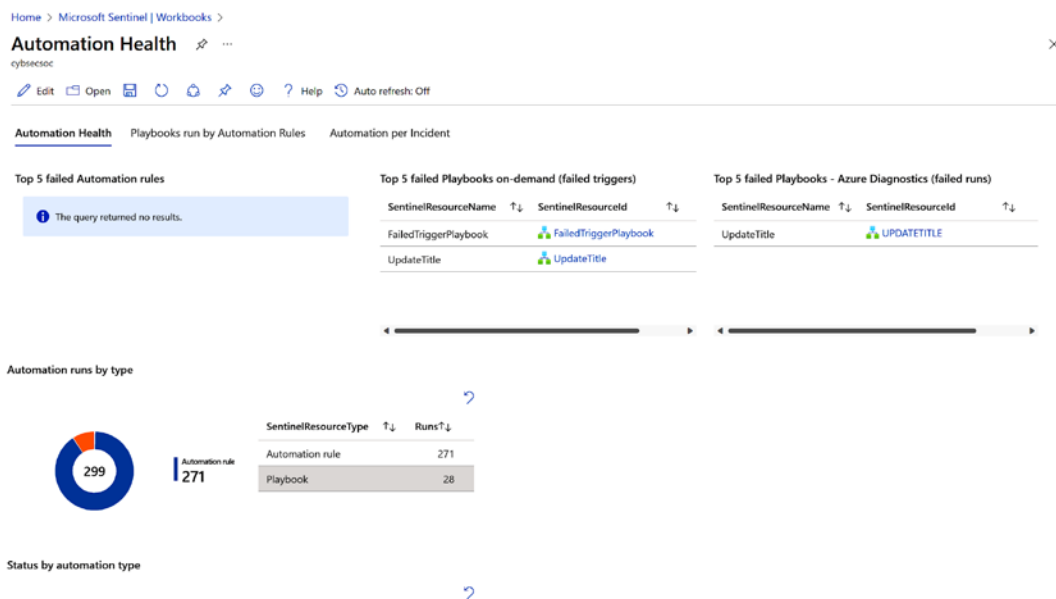 Home > Microsoft Sentinel | Workbooks >
Automation Health ...
cybsecsoc
Edit Open ? Help Auto refresh: Off
Automation Health Playbooks run by Automation Rules Automation per Incident
Top 5 failed Automation rules
The query returned no results.
Top 5 failed Playbooks on-demand (failed triggers)
SentinelResourceName ↑↓ SentinelResourceId ↑↓
FailedTriggerPlaybook FailedTriggerPlaybook
UpdateTitle UpdateTitle
Top 5 failed Playbooks - Azure Diagnostics (failed runs)
SentinelResourceName ↑↓ SentinelResourceId ↑↓
UpdateTitle UPDATETITLE
Automation runs by type
299
Automation rule
271
SentinelResourceType ↑↓ Runs↑↓
Automation rule 271
Playbook 28
Status by automation type